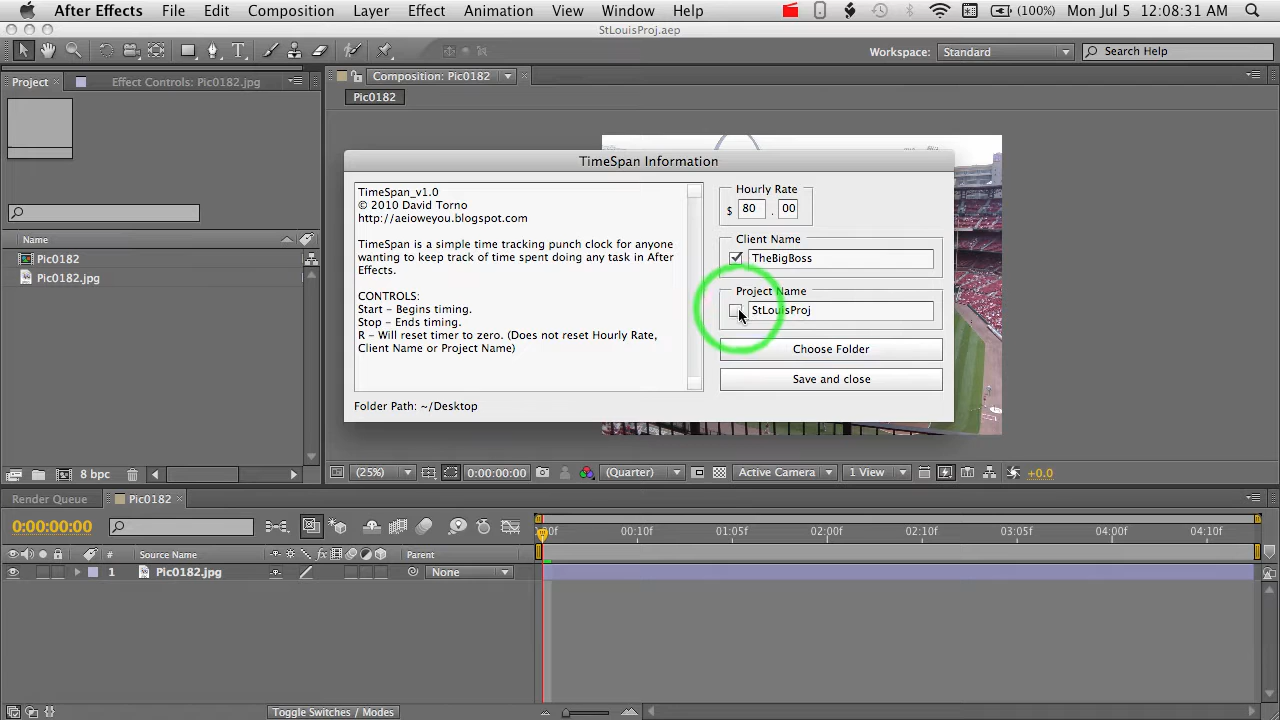 After Effects File Edit Composition Layer Effect Animation View Window Help (100%) Mon Jul 5 12:08:31 AM
StLouisProj.aep
Workspace: Standard Search Help
Project Effect Controls: Pic0182.jpg
Composition: Pic0182
Pic0182
TimeSpan Information
TimeSpan_v1.0
© 2010 David Torno
http://aeioweyou.blogspot.com
TimeSpan is a simple time tracking punch clock for anyone
wanting to keep track of time spent doing any task in After
Effects.
CONTROLS:
Start – Begins timing.
Stop – Ends timing.
R – Will reset timer to zero. (Does not reset Hourly Rate,
Client Name or Project Name)
Folder Path: ~/Desktop
Hourly Rate
$ 80 . 00
Client Name
TheBigBoss
Project Name
StLouisProj
Choose Folder
Save and close
Name
Pic0182
Pic0182.jpg
8 bpc
(25%) 0:00:00:00 (Quarter) Active Camera 1 View +0.0
Render Queue Pic0182
0:00:00:00
:00f 00:10f 01:05f 02:00f 03:05f 04:00f 04:10f
# Source Name Parent
1 Pic0182.jpg None
Toggle Switches / Modes